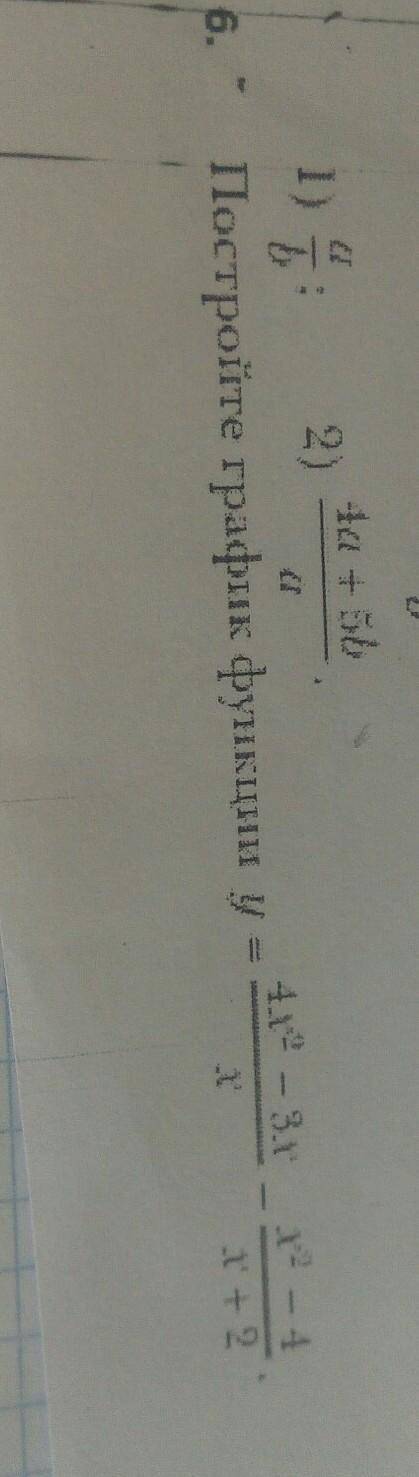 1) a/b; 2) (4a + 5b)/a.
6. Постройте график функции y = (4x² − 3x)/x − (x² − 4)/(x + 2).